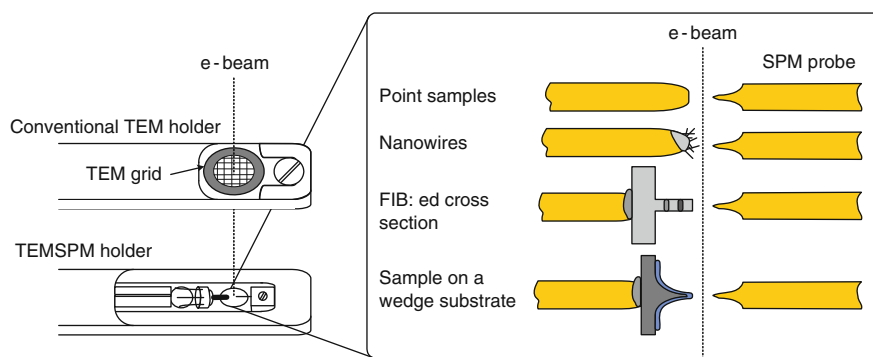 e-beam
Conventional TEM holder
TEM grid
TEMSPM holder
e-beam
SPM probe
Point samples
Nanowires
FIB: ed cross
section
Sample on a
wedge substrate